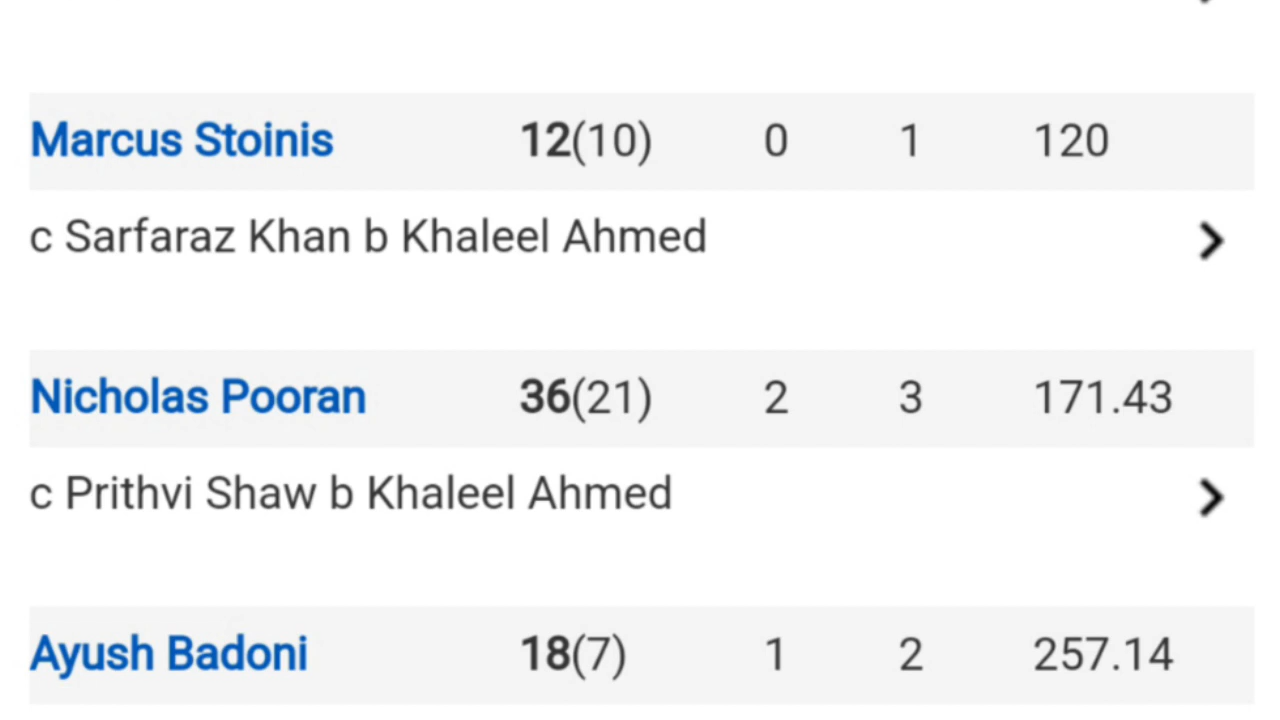 Marcus Stoinis 12(10) 0 1 120
c Sarfaraz Khan b Khaleel Ahmed
Nicholas Pooran 36(21) 2 3 171.43
c Prithvi Shaw b Khaleel Ahmed
Ayush Badoni 18(7) 1 2 257.14